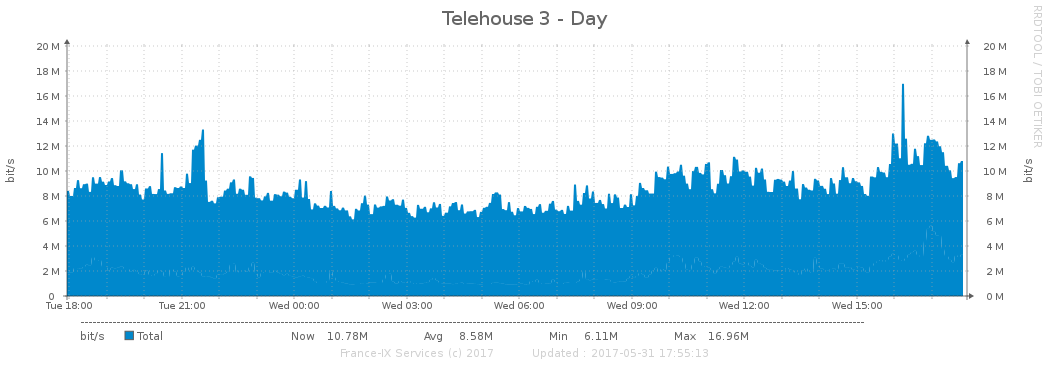 Telehouse 3 - Day
RRDTOOL / TOBI OETIKER
bit/s
bit/s
20 M 20 M
18 M 18 M
16 M 16 M
14 M 14 M
12 M 12 M
10 M 10 M
8 M 8 M
6 M 6 M
4 M 4 M
2 M 2 M
0 0 M
Tue 18:00 Tue 21:00 Wed 00:00 Wed 03:00 Wed 06:00 Wed 09:00 Wed 12:00 Wed 15:00
bit/s Total Now 10.78M Avg 8.58M Min 6.11M Max 16.96M
France-IX Services (c) 2017 Updated : 2017-05-31 17:55:13